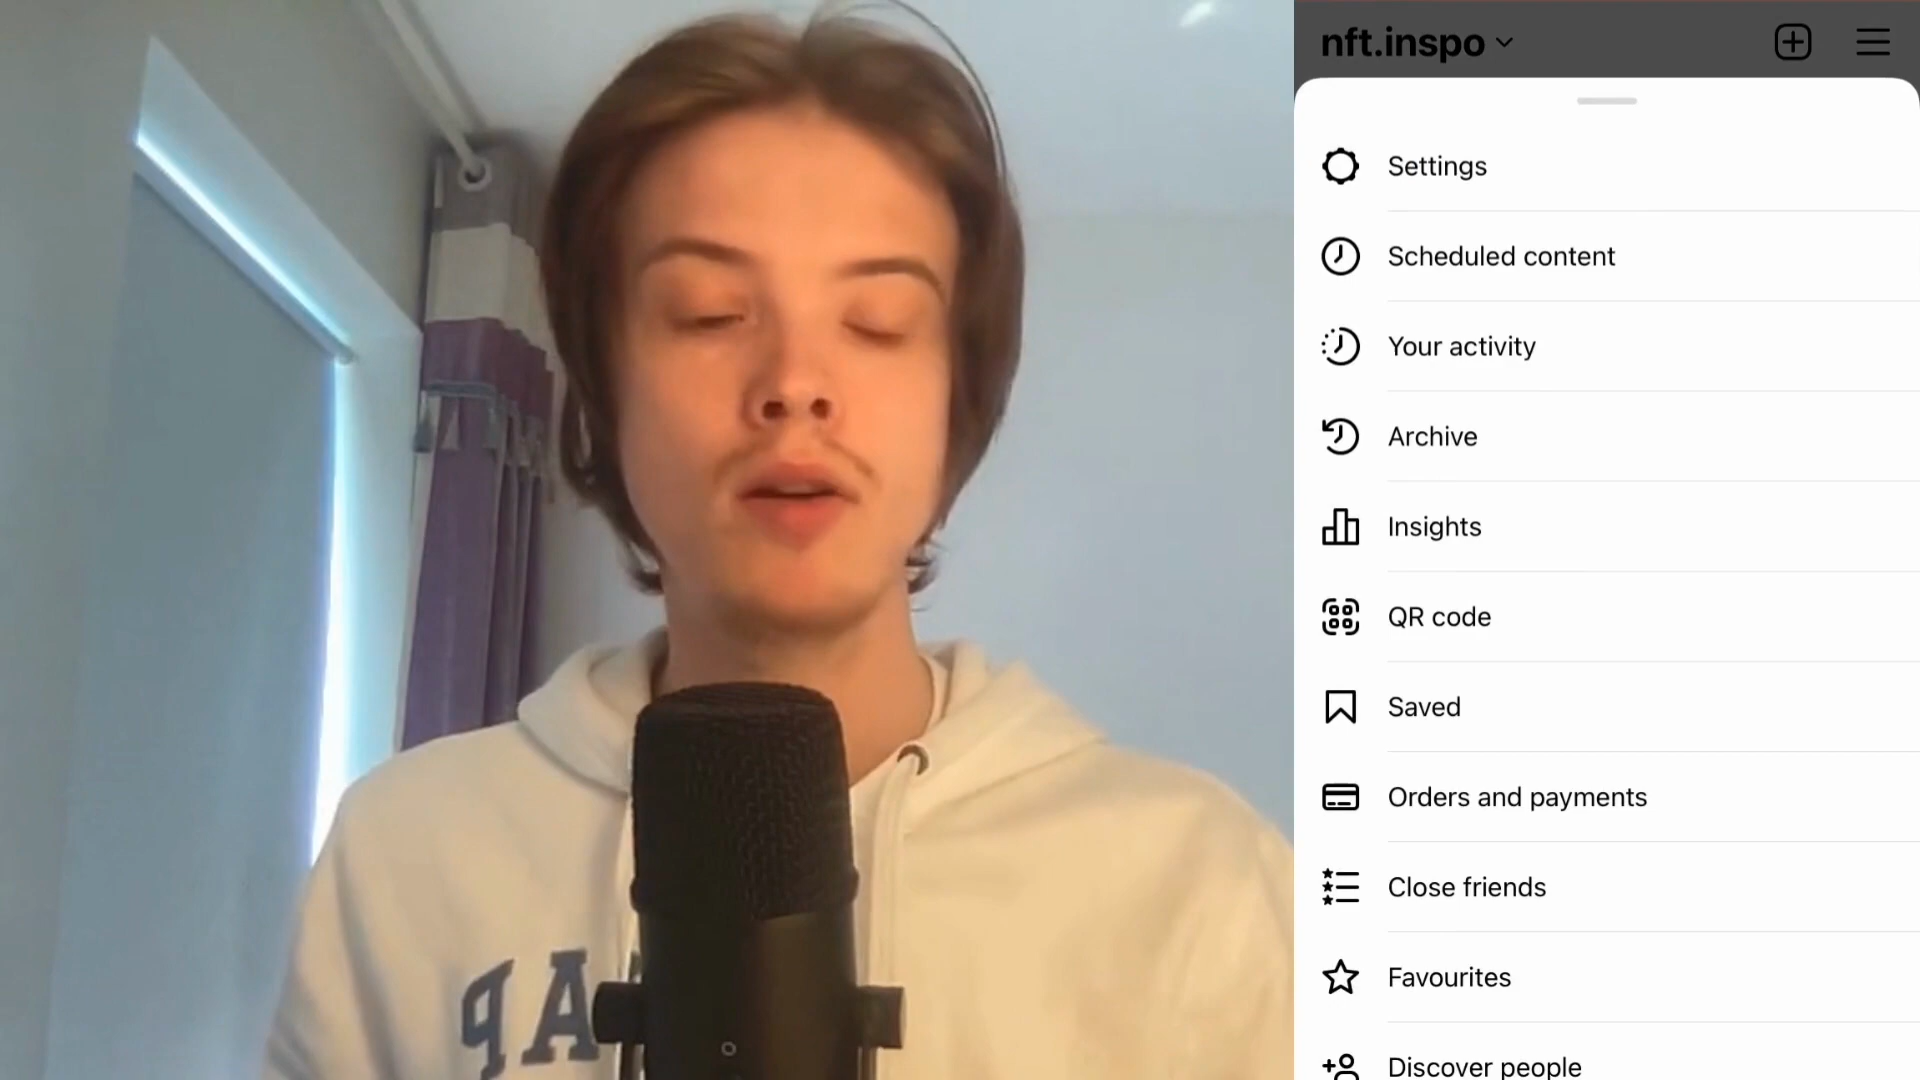 nft.inspo
Settings
Scheduled content
Your activity
Archive
Insights
QR code
Saved
Orders and payments
Close friends
Favourites
Discover people